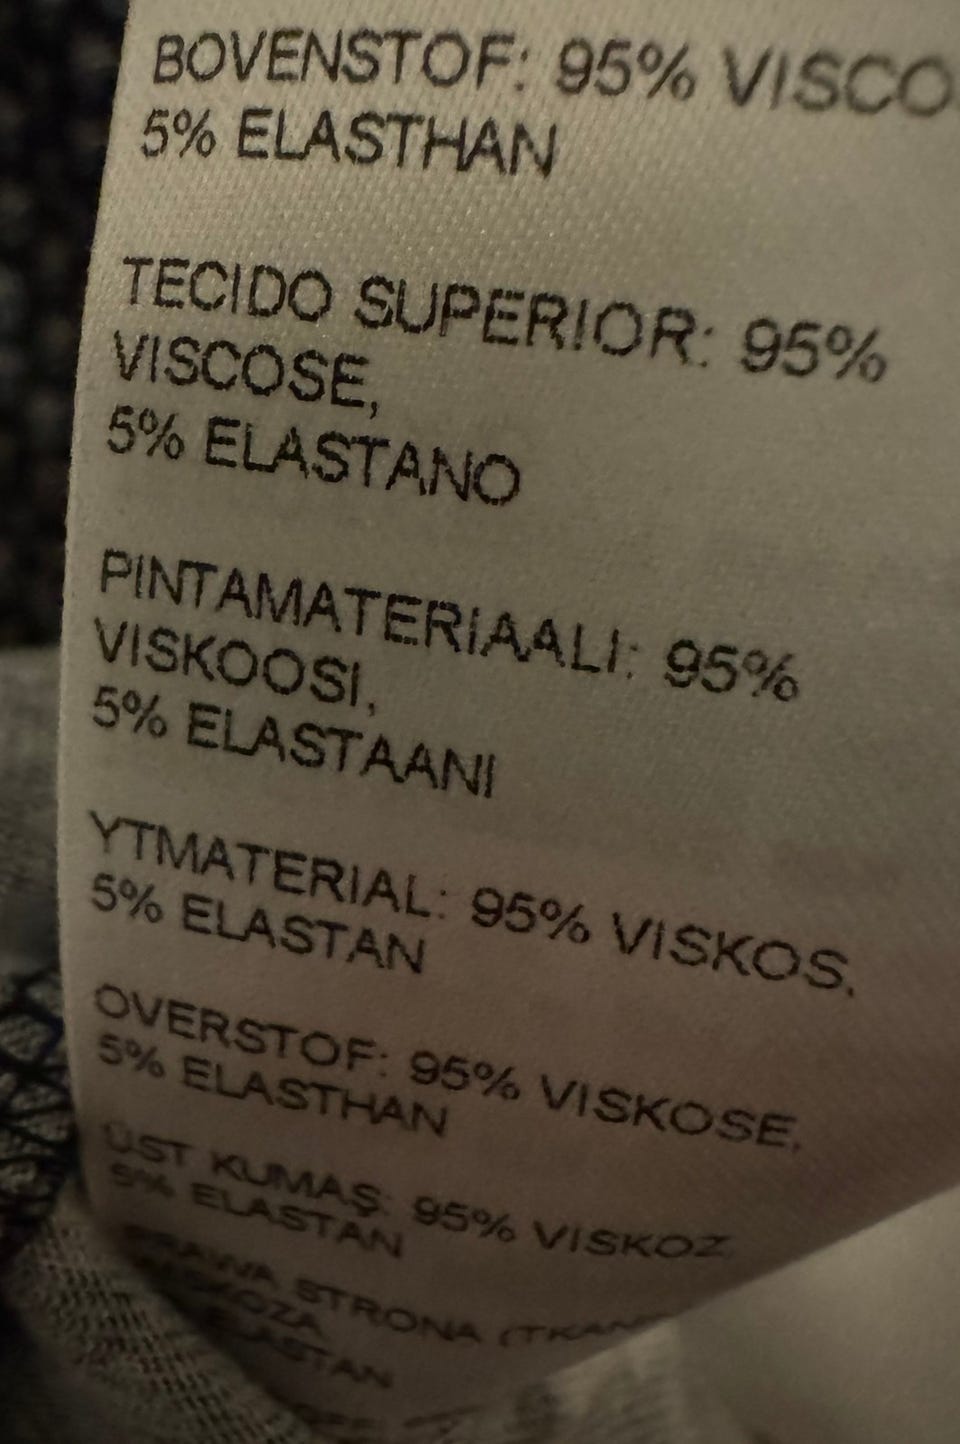 BOVENSTOF: 95%
5% ELASTHAN
TECIDO SUPERIOR: 95%
VISCOSE,
5% ELASTANO
PINTAMATERIAALI: 95%
VISKOOSI,
5% ELASTAANI
YTMATERIAL: 95% VISKOS,
5% ELASTAN
OVERSTOF: 95% VISKOSE,
5% ELASTHAN
ÜST KUMAŞ: 95% VISKOZ
5% ELASTAN
STRONA